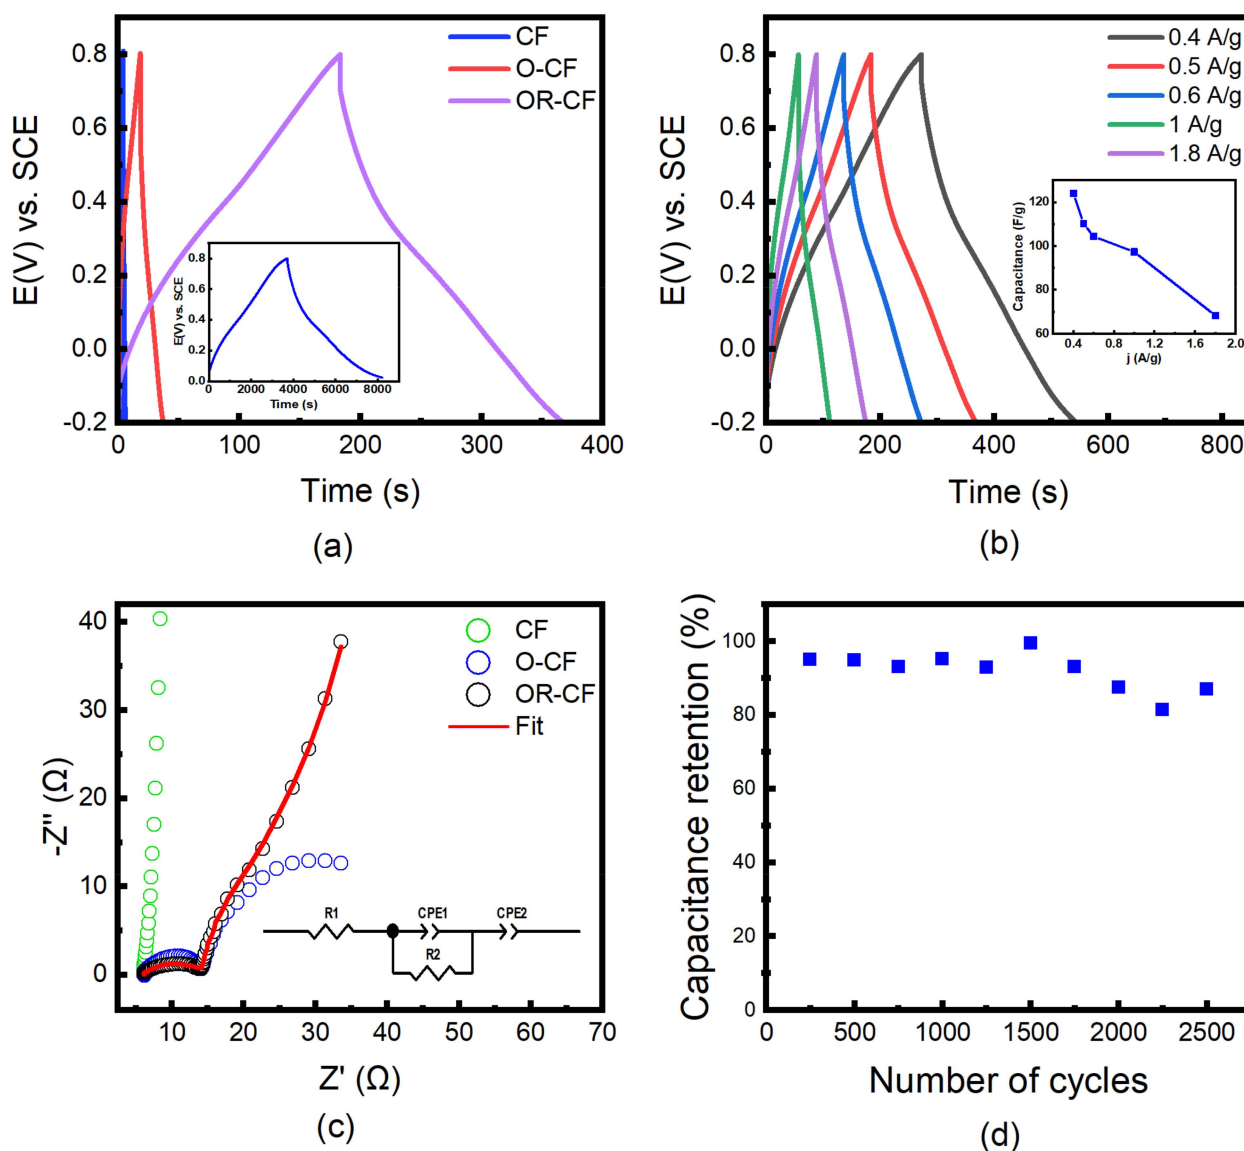 CF
O-CF
OR-CF
0.8
0.6
0.4
0.2
0.0
-0.2
E(V) vs. SCE
0 100 200 300 400
Time (s)
(a)
0.8
0.6
0.4
0.2
0.0
E(V) vs. SCE
0 2000 4000 6000 8000
Time (s)
0.4 A/g
0.5 A/g
0.6 A/g
1 A/g
1.8 A/g
0.8
0.6
0.4
0.2
0.0
-0.2
E(V) vs. SCE
0 200 400 600 800
Time (s)
(b)
120
100
80
60
Capacitance (F/g)
0.4 0.8 1.2 1.6 2.0
j (A/g)
CF
O-CF
OR-CF
Fit
40
30
20
10
0
-Z'' (Ω)
R1 CPE1 CPE2
R2
10 20 30 40 50 60 70
Z' (Ω)
(c)
100
80
60
40
20
0
Capacitance retention (%)
0 500 1000 1500 2000 2500
Number of cycles
(d)